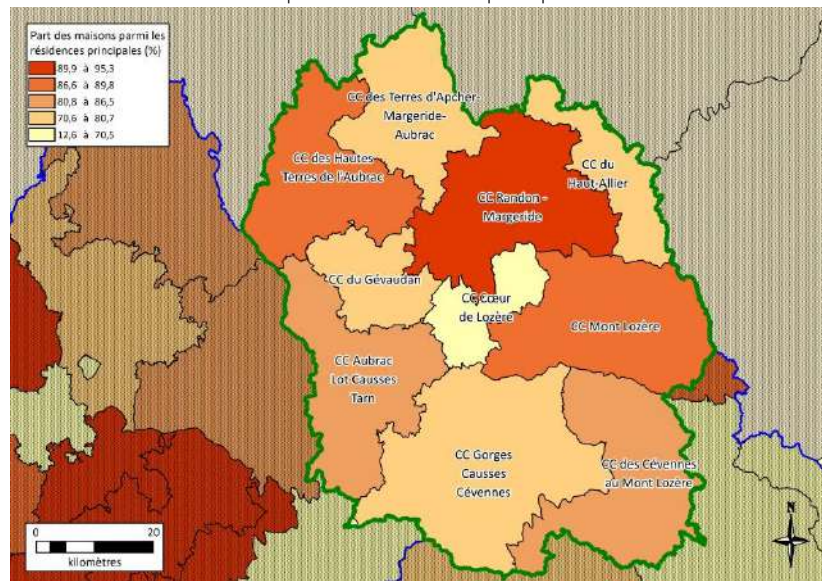 Part des maisons parmi les
résidences principales (%)
89,9 à 95,3
86,6 à 89,8
80,8 à 86,5
70,6 à 80,7
12,6 à 70,5
CC des Terres d'Apcher-
Margeride-
Aubrac
CC des Hautes
Terres de l'Aubrac
CC du
Haut-Allier
CC Randon -
Margeride
CC du Gévaudan
CC Cœur
de Lozère
CC Mont Lozère
CC Aubrac
Lot Causses
Tarn
CC Gorges
Causses
Cévennes
CC des Cévennes
au Mont Lozère
0 20
kilomètres
N